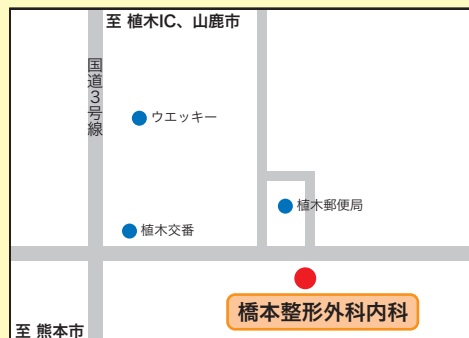 至 植木IC、山鹿市
国道3号線
ウエッキー
植木郵便局
植木交番
橋本整形外科内科
至 熊本市